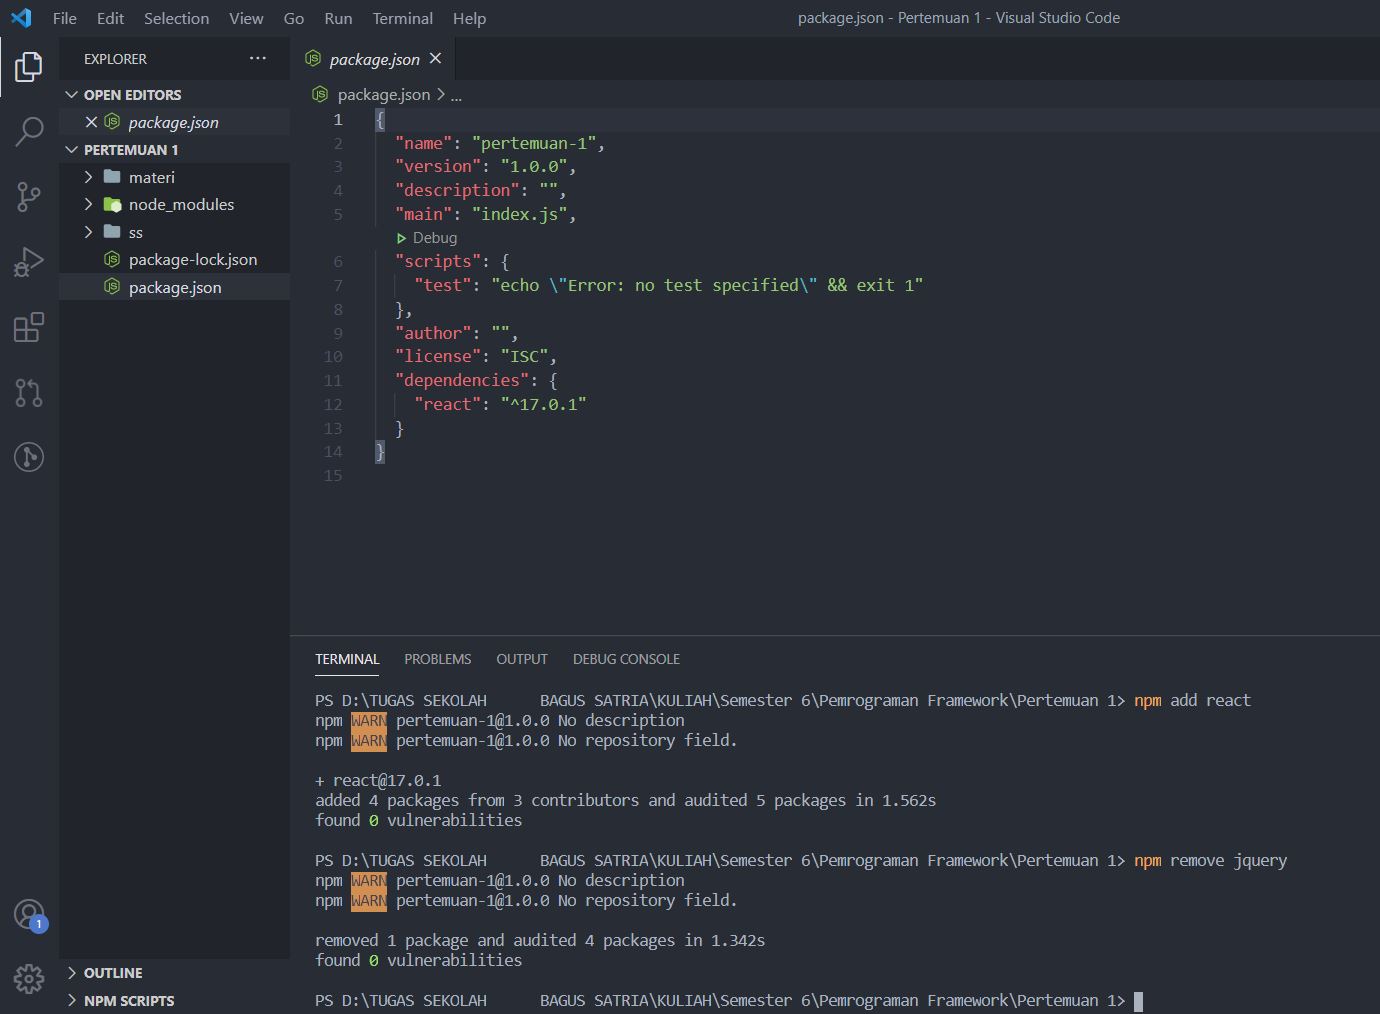 File Edit Selection View Go Run Terminal Help
package.json - Pertemuan 1 - Visual Studio Code
EXPLORER
OPEN EDITORS
package.json
PERTEMUAN 1
materi
node_modules
ss
package-lock.json
package.json
OUTLINE
NPM SCRIPTS
1
package.json
package.json > ...
1 {
2 "name": "pertemuan-1",
3 "version": "1.0.0",
4 "description": "",
5 "main": "index.js",
Debug
6 "scripts": {
7 "test": "echo \"Error: no test specified\" && exit 1"
8 },
9 "author": "",
10 "license": "ISC",
11 "dependencies": {
12 "react": "^17.0.1"
13 }
14 }
15
TERMINAL PROBLEMS OUTPUT DEBUG CONSOLE
PS D:\TUGAS SEKOLAH      BAGUS SATRIA\KULIAH\Semester 6\Pemrograman Framework\Pertemuan 1> npm add react
npm WARN pertemuan-1@1.0.0 No description
npm WARN pertemuan-1@1.0.0 No repository field.
+ react@17.0.1
added 4 packages from 3 contributors and audited 5 packages in 1.562s
found 0 vulnerabilities
PS D:\TUGAS SEKOLAH      BAGUS SATRIA\KULIAH\Semester 6\Pemrograman Framework\Pertemuan 1> npm remove jquery
npm WARN pertemuan-1@1.0.0 No description
npm WARN pertemuan-1@1.0.0 No repository field.
removed 1 package and audited 4 packages in 1.342s
found 0 vulnerabilities
PS D:\TUGAS SEKOLAH      BAGUS SATRIA\KULIAH\Semester 6\Pemrograman Framework\Pertemuan 1>